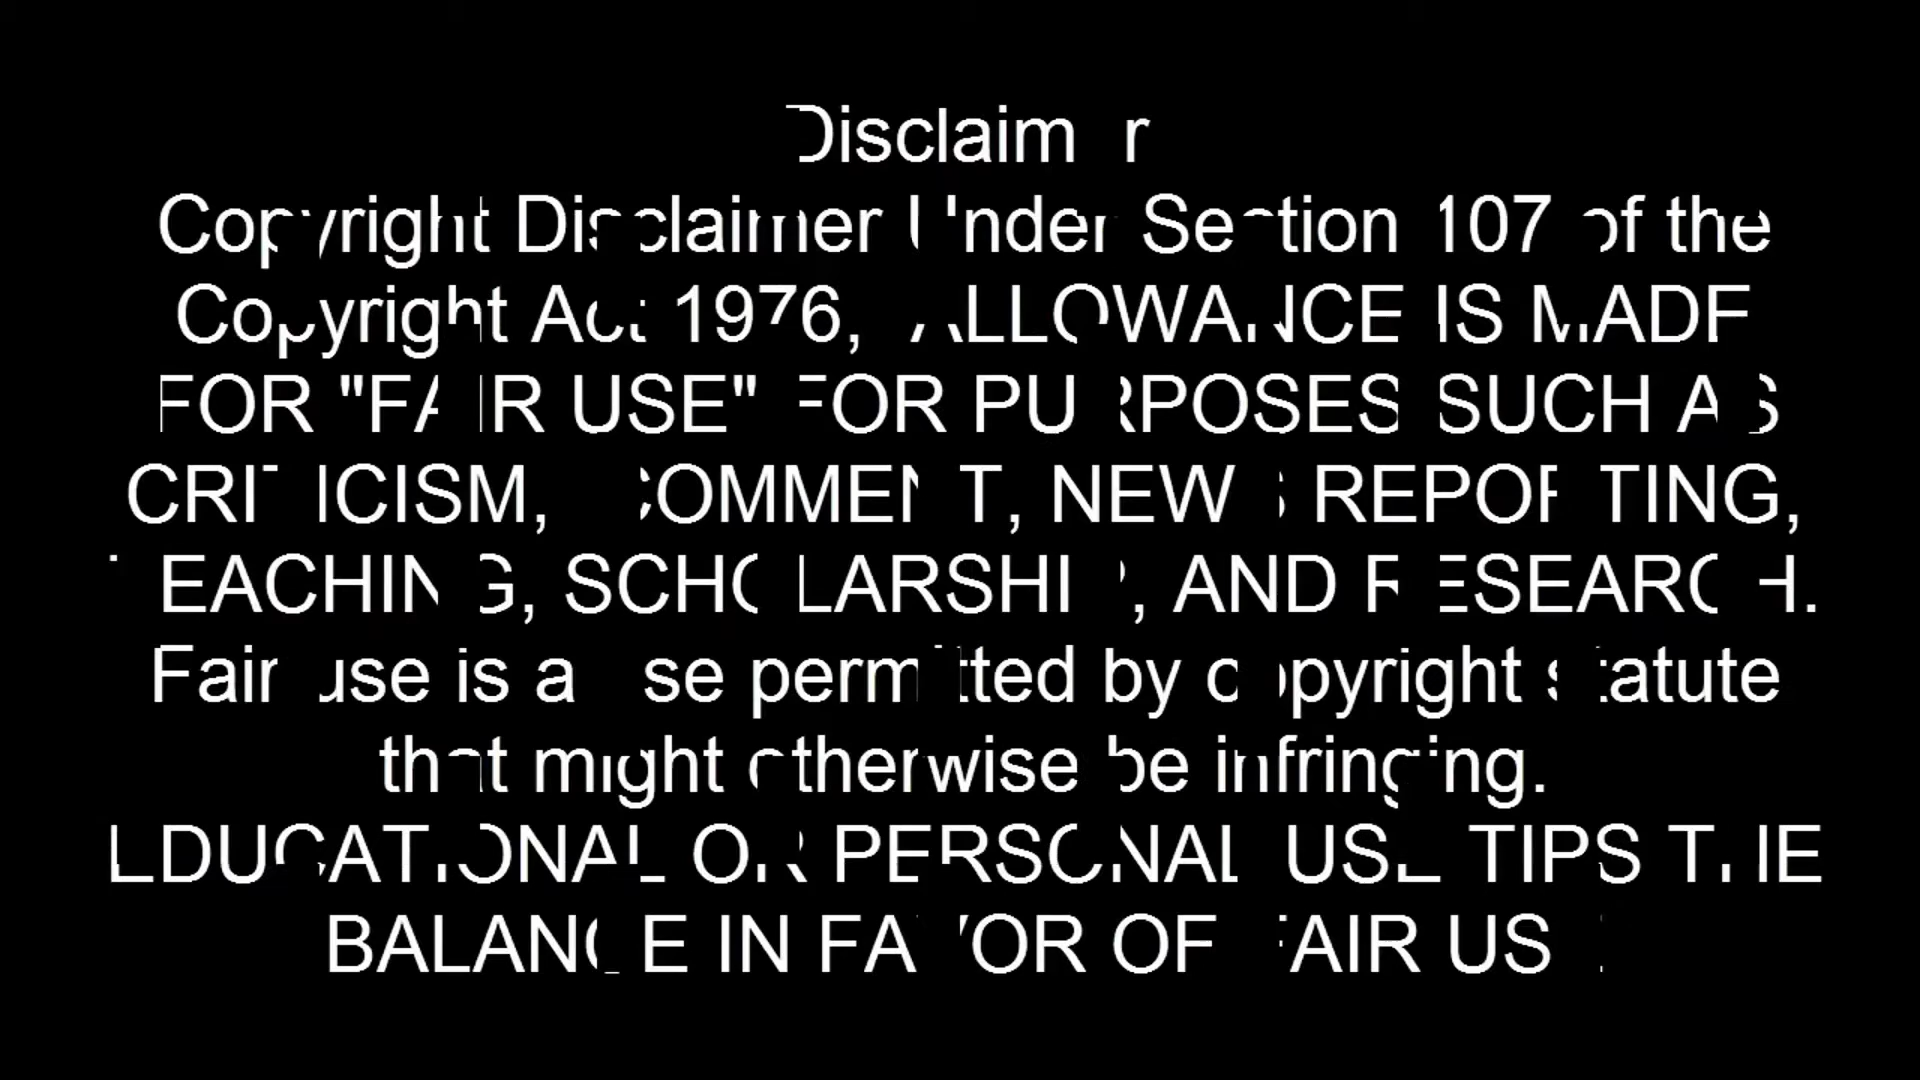 Disclaimer
Copyright Disclaimer Under Section 107 of the
Copyright Act 1976, ALLOWANCE IS MADE
FOR "FAIR USE" FOR PURPOSES SUCH AS
CRITICISM, COMMENT, NEWS REPORTING,
TEACHING, SCHOLARSHIP, AND RESEARCH.
Fair use is a use permitted by copyright statute
that might otherwise be infringing.
EDUCATIONAL OR PERSONAL USE TIPS THE
BALANCE IN FAVOR OF FAIR USE